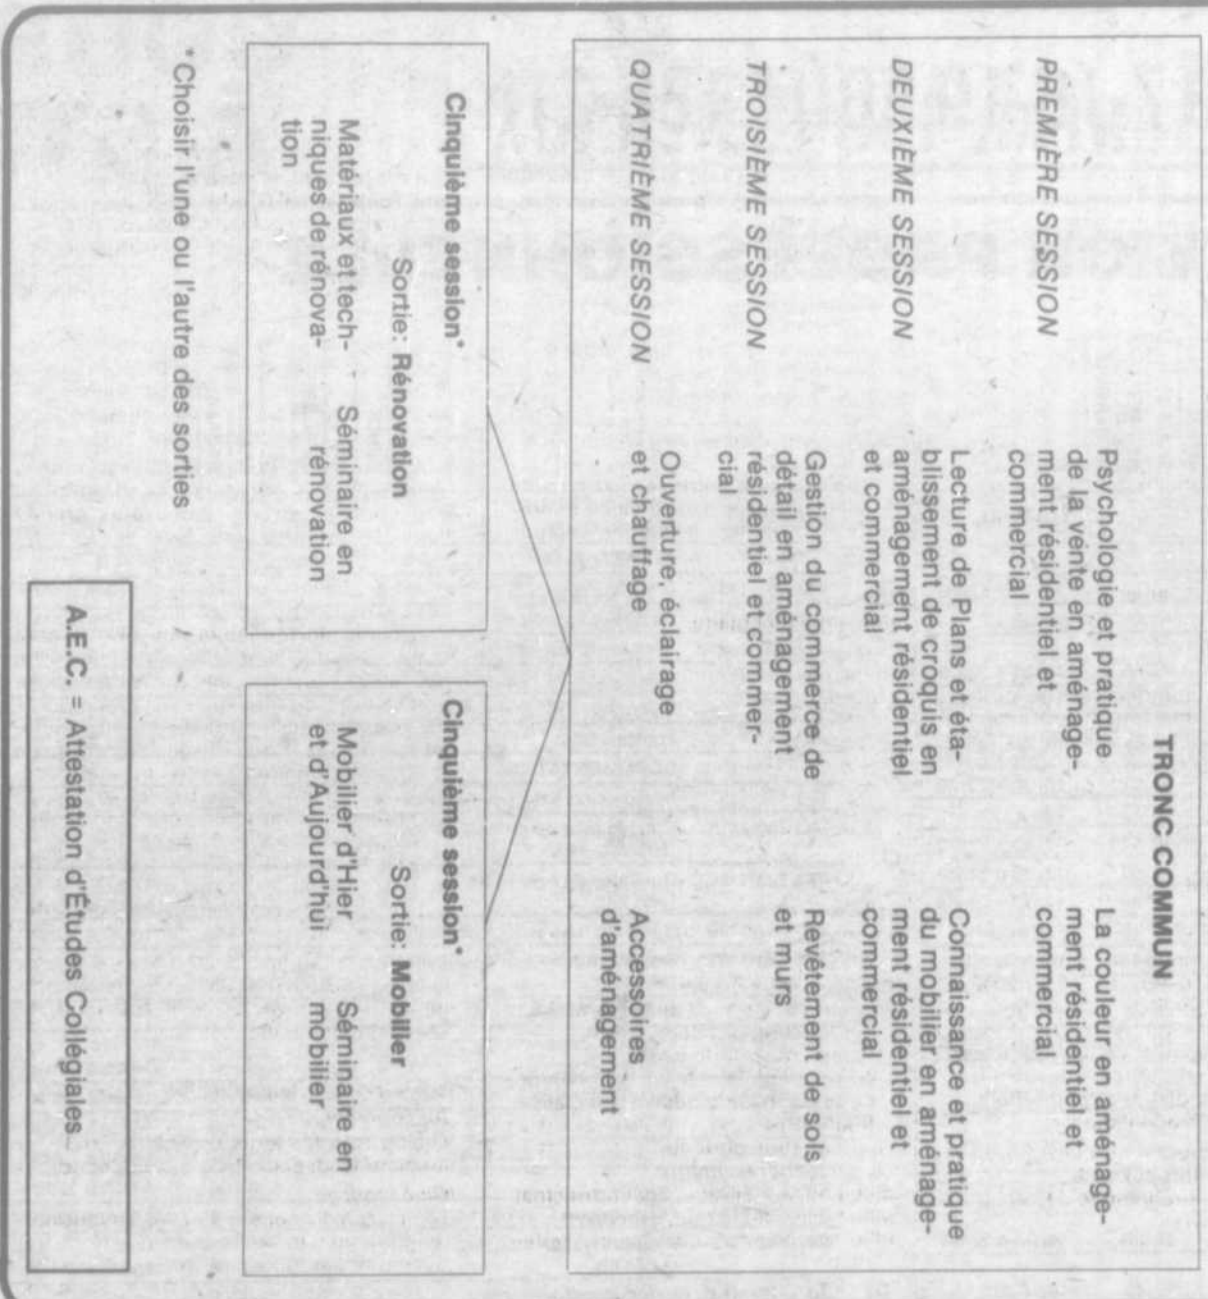 TRONC COMMUN
PREMIÈRE SESSION
Psychologie et pratique
de la vente en aménage-
ment résidentiel et
commercial
La couleur en aménage-
ment résidentiel et
commercial
DEUXIÈME SESSION
Lecture de Plans et éta-
blissement de croquis en
aménagement résidentiel
et commercial
Connaissance et pratique
du mobilier en aménage-
ment résidentiel et
commercial
TROISIÈME SESSION
Gestion du commerce de
détail en aménagement
résidentiel et commer-
cial
Revêtement de sols
et murs
QUATRIÈME SESSION
Ouverture, éclairage
et chauffage
Accessoires
d'aménagement
Cinquième session*
Sortie: Rénovation
Matériaux et tech-
niques de rénova-
tion
Séminaire en
rénovation
Cinquième session*
Sortie: Mobilier
Mobilier d'Hier
et d'Aujourd'hui
Séminaire en
mobilier
*Choisir l'une ou l'autre des sorties
A.E.C. = Attestation d'Études Collégiales